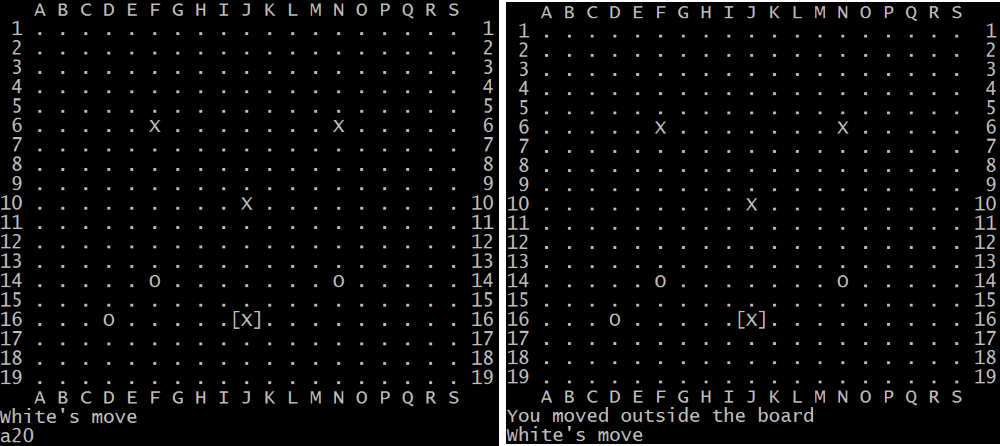 A B C D E F G H I J K L M N O P Q R S
1 . . . . . . . . . . . . . . . . . . . 1
2 . . . . . . . . . . . . . . . . . . . 2
3 . . . . . . . . . . . . . . . . . . . 3
4 . . . . . . . . . . . . . . . . . . . 4
5 . . . . . . . . . . . . . . . . . . . 5
6 . . . . . X . . . . . . . X . . . . . 6
7 . . . . . . . . . . . . . . . . . . . 7
8 . . . . . . . . . . . . . . . . . . . 8
9 . . . . . . . . . . . . . . . . . . . 9
10 . . . . . . . . . X . . . . . . . . . 10
11 . . . . . . . . . . . . . . . . . . . 11
12 . . . . . . . . . . . . . . . . . . . 12
13 . . . . . . . . . . . . . . . . . . . 13
14 . . . . . O . . . . . . . O . . . . . 14
15 . . . . . . . . . . . . . . . . . . . 15
16 . . . O . . . . .[X]. . . . . . . . . 16
17 . . . . . . . . . . . . . . . . . . . 17
18 . . . . . . . . . . . . . . . . . . . 18
19 . . . . . . . . . . . . . . . . . . . 19
A B C D E F G H I J K L M N O P Q R S
White's move
a20
A B C D E F G H I J K L M N O P Q R S
1 . . . . . . . . . . . . . . . . . . . 1
2 . . . . . . . . . . . . . . . . . . . 2
3 . . . . . . . . . . . . . . . . . . . 3
4 . . . . . . . . . . . . . . . . . . . 4
5 . . . . . . . . . . . . . . . . . . . 5
6 . . . . . X . . . . . . . X . . . . . 6
7 . . . . . . . . . . . . . . . . . . . 7
8 . . . . . . . . . . . . . . . . . . . 8
9 . . . . . . . . . . . . . . . . . . . 9
10 . . . . . . . . . X . . . . . . . . . 10
11 . . . . . . . . . . . . . . . . . . . 11
12 . . . . . . . . . . . . . . . . . . . 12
13 . . . . . . . . . . . . . . . . . . . 13
14 . . . . . O . . . . . . . O . . . . . 14
15 . . . . . . . . . . . . . . . . . . . 15
16 . . . O . . . . .[X]. . . . . . . . . 16
17 . . . . . . . . . . . . . . . . . . . 17
18 . . . . . . . . . . . . . . . . . . . 18
19 . . . . . . . . . . . . . . . . . . . 19
A B C D E F G H I J K L M N O P Q R S
You moved outside the board
White's move